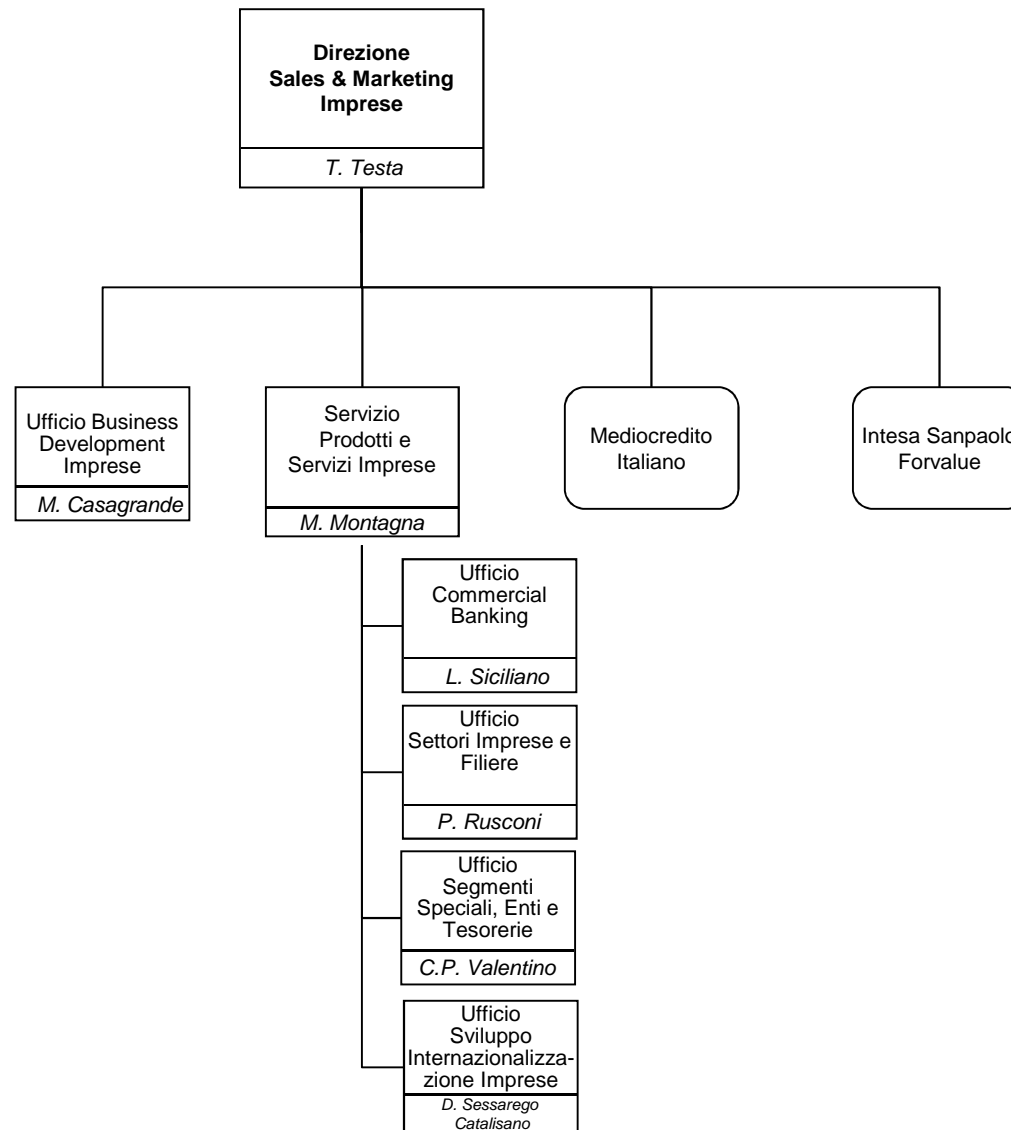 Direzione
Sales & Marketing
Imprese
T. Testa
Ufficio Business
Development
Imprese
M. Casagrande
Servizio
Prodotti e
Servizi Imprese
M. Montagna
Mediocredito
Italiano
Intesa Sanpaolo
Forvalue
Ufficio
Commercial
Banking
L. Siciliano
Ufficio
Settori Imprese e
Filiere
P. Rusconi
Ufficio
Segmenti
Speciali, Enti e
Tesorerie
C.P. Valentino
Ufficio
Sviluppo
Internazionalizza-
zione Imprese
D. Sessarego
Catalisano